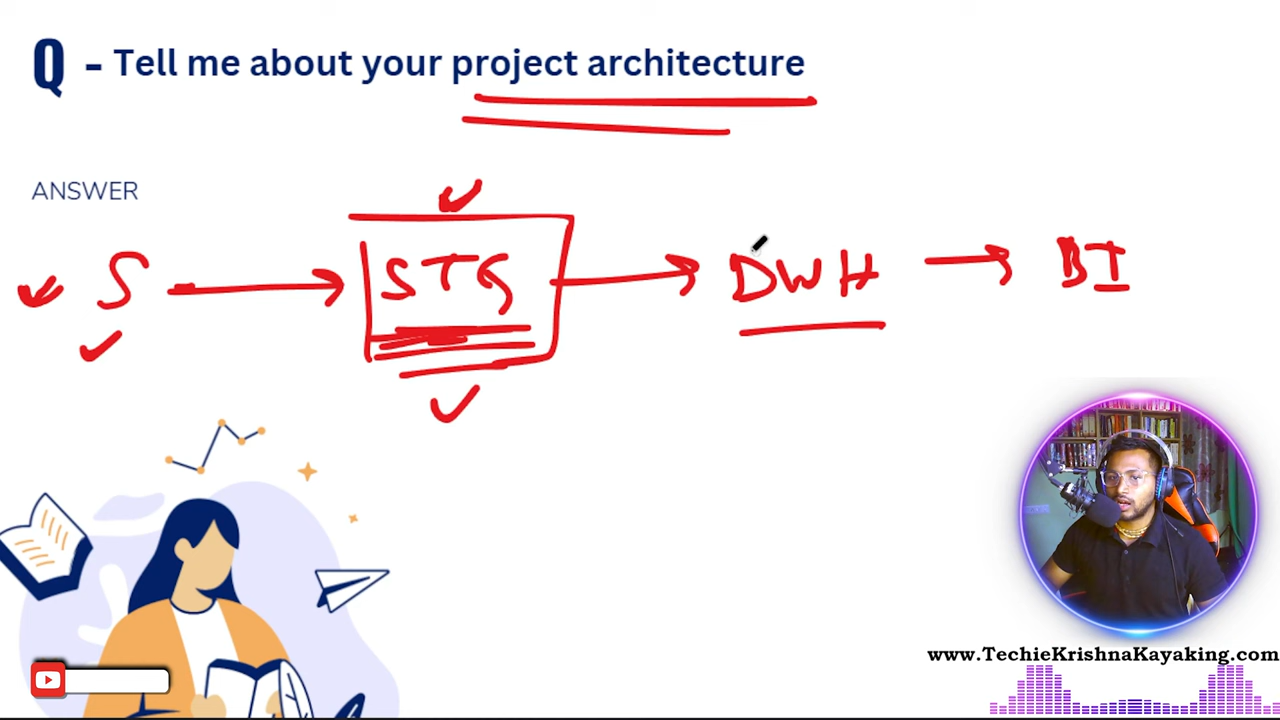 Q - Tell me about your project architecture
ANSWER
S → STG → DWH → BI
www.TechieKrishnaKayaking.com